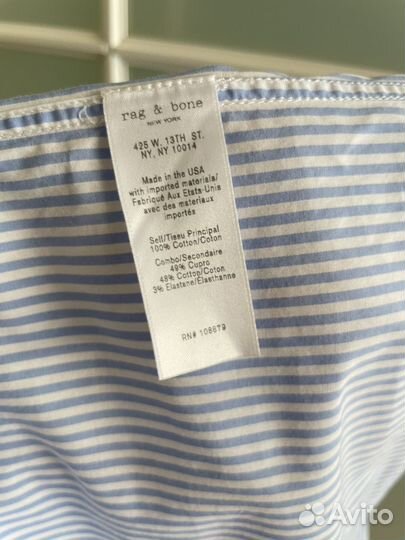 rag & bone
NEW YORK
425 W. 13TH ST.
NY, NY 10014
Made in the USA
with imported materials/
Fabriqué Aux Etats-Unis
avec des materiaux
importés
Self/Tissu Principal
100% Cotton/Coton
Combo/Secondaire
49% Cupro
48% Cotton/Coton
3% Elastane/Élasthanne
RN# 108879
Avito